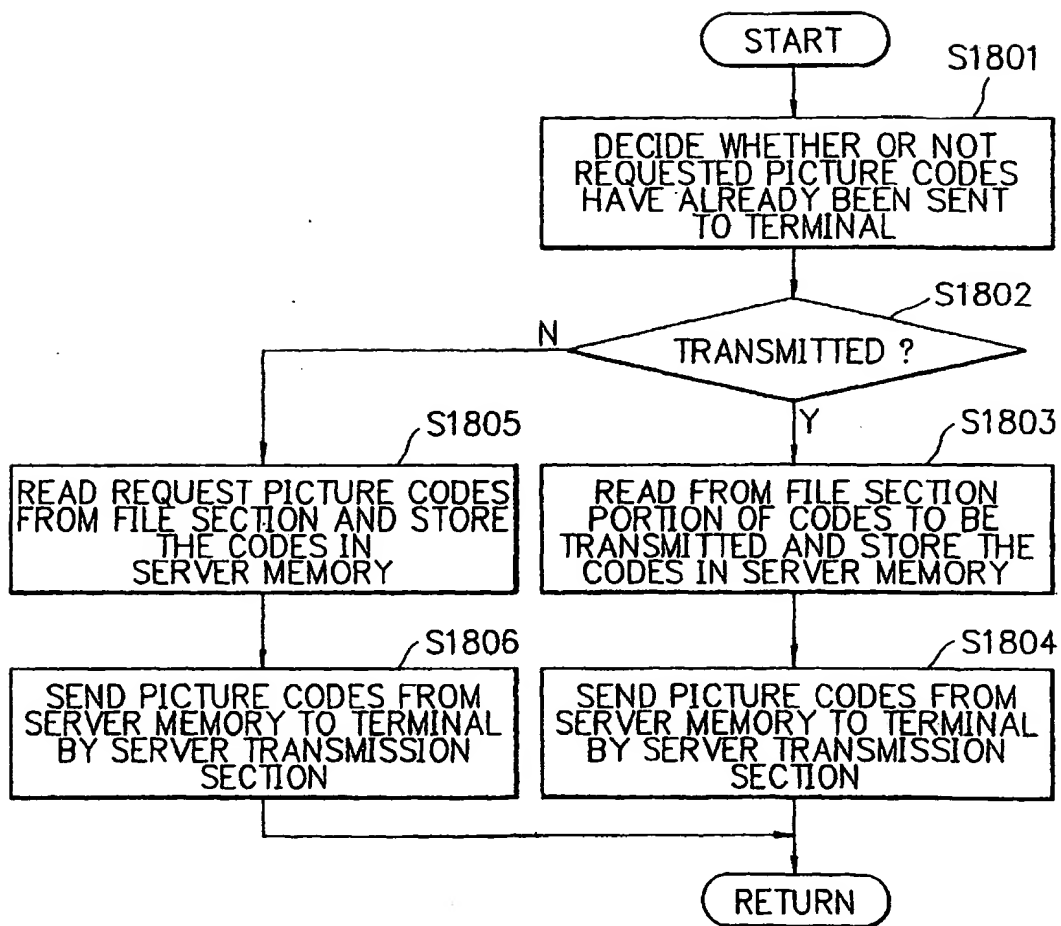 START
S1801
DECIDE WHETHER OR NOT
REQUESTED PICTURE CODES
HAVE ALREADY BEEN SENT
TO TERMINAL
S1802
N
TRANSMITTED ?
Y
S1805
READ REQUEST PICTURE CODES
FROM FILE SECTION AND STORE
THE CODES IN
SERVER MEMORY
S1803
READ FROM FILE SECTION
PORTION OF CODES TO BE
TRANSMITTED AND STORE THE
CODES IN SERVER MEMORY
S1806
SEND PICTURE CODES FROM
SERVER MEMORY TO TERMINAL
BY SERVER TRANSMISSION
SECTION
S1804
SEND PICTURE CODES FROM
SERVER MEMORY TO TERMINAL
BY SERVER TRANSMISSION
SECTION
RETURN